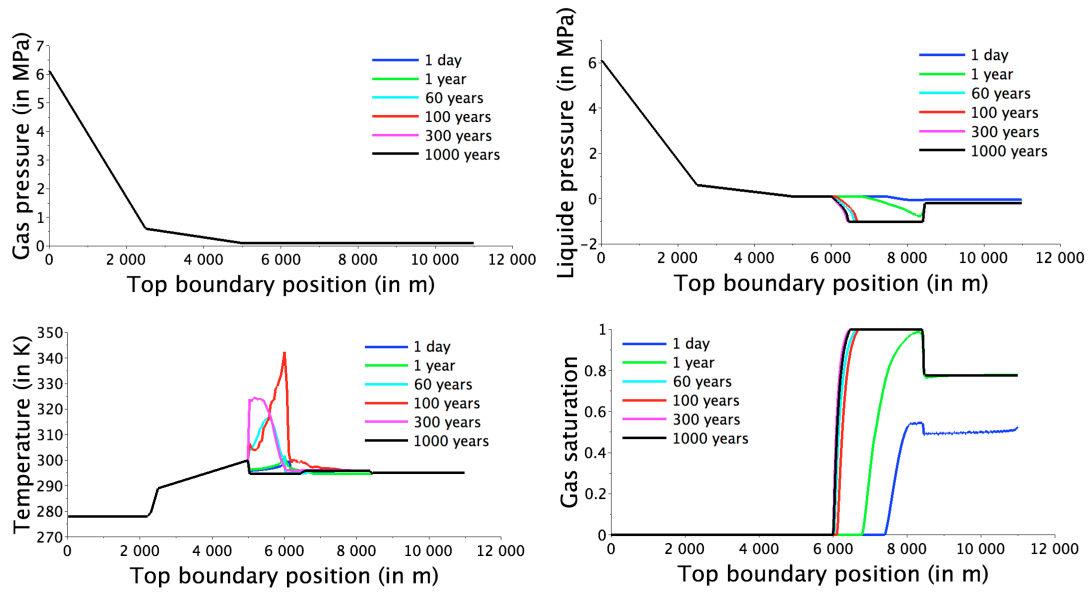 Gas pressure (in MPa)
7
6
5
4
3
2
1
0
0 2 000 4 000 6 000 8 000 10 000 12 000
Top boundary position (in m)
1 day
1 year
60 years
100 years
300 years
1000 years
Liquide pressure (in MPa)
6
4
2
0
−2
0 2 000 4 000 6 000 8 000 10 000 12 000
Top boundary position (in m)
1 day
1 year
60 years
100 years
300 years
1000 years
Temperature (in K)
350
340
330
320
310
300
290
280
270
0 2 000 4 000 6 000 8 000 10 000 12 000
Top boundary position (in m)
1 day
1 year
60 years
100 years
300 years
1000 years
Gas saturation
1
0.8
0.6
0.4
0.2
0
0 2 000 4 000 6 000 8 000 10 000 12 000
Top boundary position (in m)
1 day
1 year
60 years
100 years
300 years
1000 years